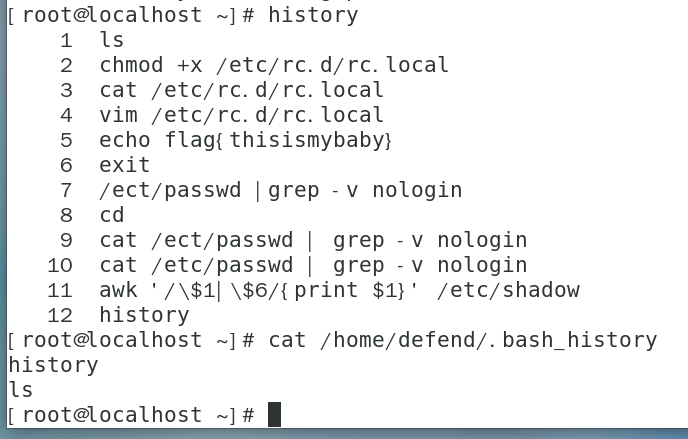 [root@localhost ~]# history
    1  ls
    2  chmod +x /etc/rc.d/rc.local
    3  cat /etc/rc.d/rc.local
    4  vim /etc/rc.d/rc.local
    5  echo flag{thisismybaby}
    6  exit
    7  /ect/passwd |grep -v nologin
    8  cd
    9  cat /ect/passwd | grep -v nologin
   10  cat /etc/passwd | grep -v nologin
   11  awk '/\$1|\$6/{print $1}' /etc/shadow
   12  history
[root@localhost ~]# cat /home/defend/.bash_history
history
ls
[root@localhost ~]#